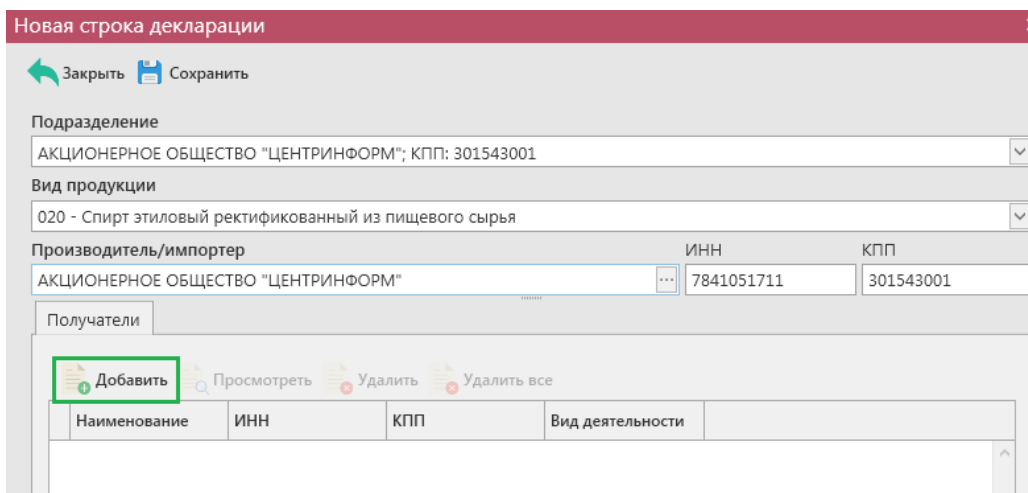 Новая строка декларации
Закрыть Сохранить
Подразделение
АКЦИОНЕРНОЕ ОБЩЕСТВО "ЦЕНТРИНФОРМ"; КПП: 301543001
Вид продукции
020 - Спирт этиловый ректификованный из пищевого сырья
Производитель/импортер ИНН КПП
АКЦИОНЕРНОЕ ОБЩЕСТВО "ЦЕНТРИНФОРМ" ... 7841051711 301543001
Получатели
Добавить Просмотреть Удалить Удалить все
Наименование ИНН КПП Вид деятельности